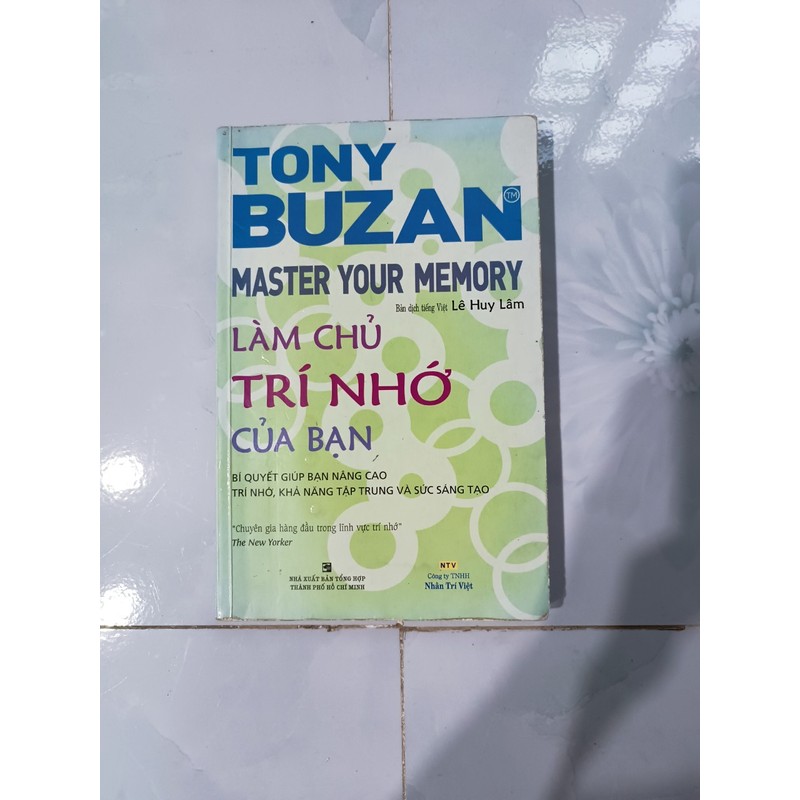 TONY
BUZAN™
MASTER YOUR MEMORY
Bản dịch tiếng Việt Lê Huy Lâm
LÀM CHỦ
TRÍ NHỚ
CỦA BẠN
BÍ QUYẾT GIÚP BẠN NÂNG CAO
TRÍ NHỚ, KHẢ NĂNG TẬP TRUNG VÀ SỨC SÁNG TẠO
"Chuyên gia hàng đầu trong lĩnh vực trí nhớ"
The New Yorker
NHÀ XUẤT BẢN TỔNG HỢP
THÀNH PHỐ HỒ CHÍ MINH
NTV
Công ty TNHH
Nhân Trí Việt